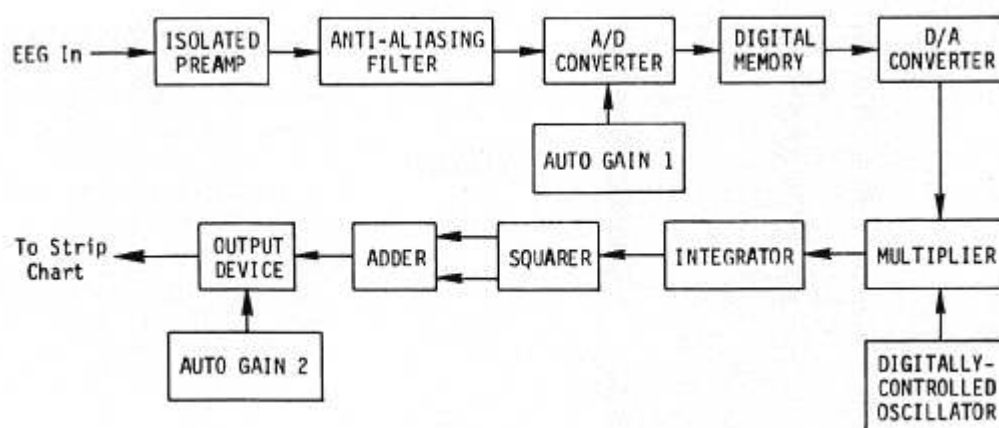 EEG In
ISOLATED
PREAMP
ANTI-ALIASING
FILTER
A/D
CONVERTER
DIGITAL
MEMORY
D/A
CONVERTER
AUTO GAIN 1
To Strip
Chart
OUTPUT
DEVICE
ADDER
SQUARER
INTEGRATOR
MULTIPLIER
AUTO GAIN 2
DIGITALLY-
CONTROLLED
OSCILLATOR